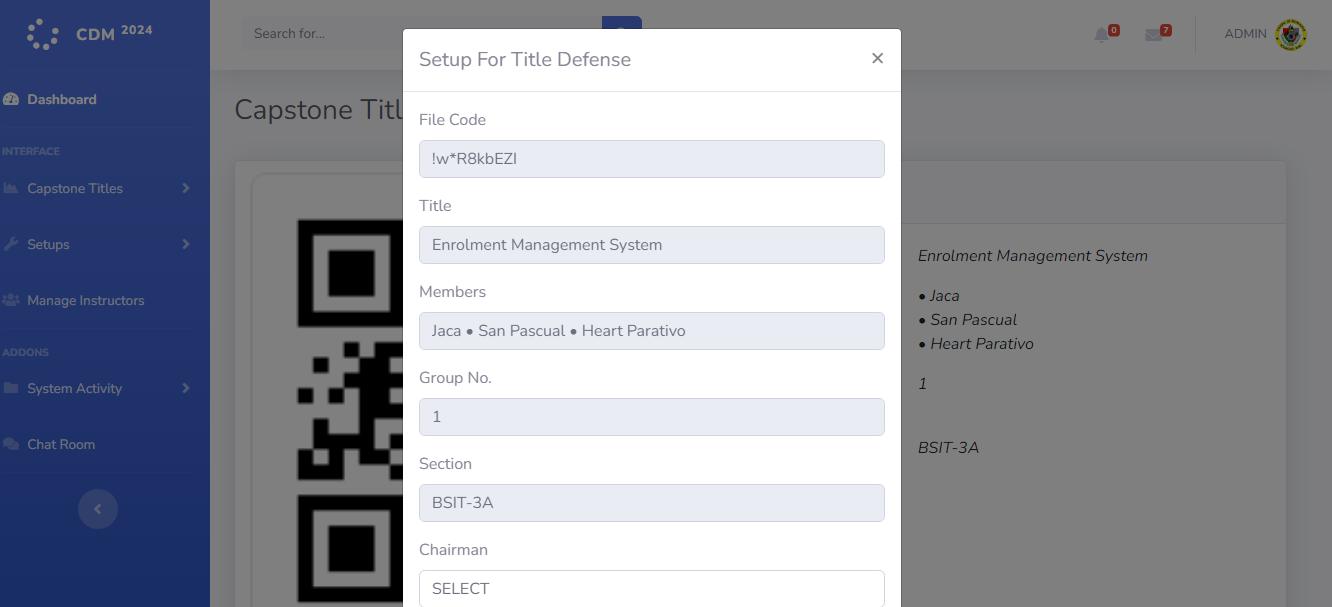 CDM 2024
Dashboard
INTERFACE
Capstone Titles
Setups
Manage Instructors
ADDONS
System Activity
Chat Room
Search for...
0
7
ADMIN
Capstone
Setup For Title Defense
×
File Code
!w*R8kbEZI
Title
Enrolment Management System
Members
Jaca • San Pascual • Heart Parativo
Group No.
1
Section
BSIT-3A
Chairman
SELECT
Enrolment Management System
• Jaca
• San Pascual
• Heart Parativo
1
BSIT-3A